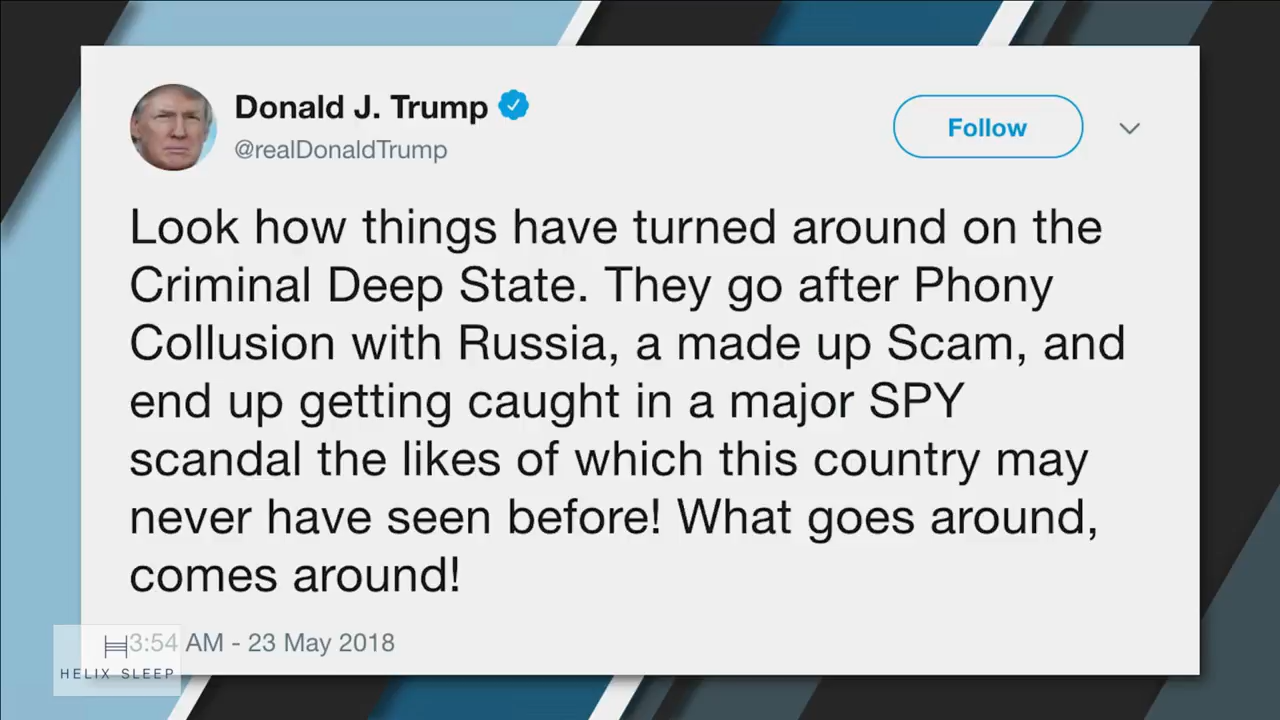 Donald J. Trump
@realDonaldTrump
Follow
Look how things have turned around on the
Criminal Deep State. They go after Phony
Collusion with Russia, a made up Scam, and
end up getting caught in a major SPY
scandal the likes of which this country may
never have seen before! What goes around,
comes around!
3:54 AM - 23 May 2018
HELIX SLEEP